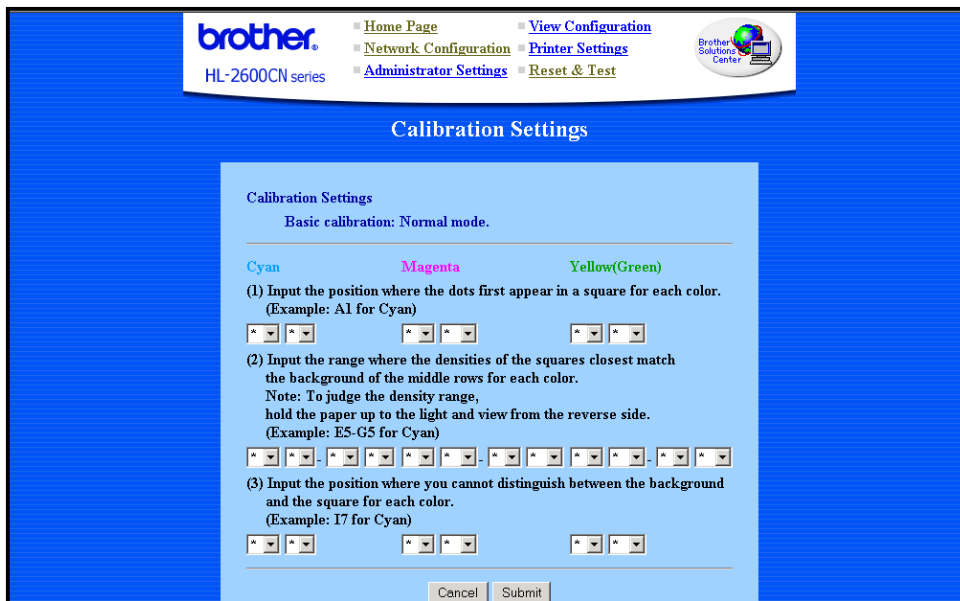 brother®
HL-2600CN series
Home Page View Configuration
Network Configuration Printer Settings
Administrator Settings Reset & Test
Brother
Solutions
Center
Calibration Settings
Calibration Settings
Basic calibration: Normal mode.
Cyan Magenta Yellow(Green)
(1) Input the position where the dots first appear in a square for each color.
(Example: A1 for Cyan)
* * * * * *
(2) Input the range where the densities of the squares closest match
the background of the middle rows for each color.
Note: To judge the density range,
hold the paper up to the light and view from the reverse side.
(Example: E5-G5 for Cyan)
* * - * * * * - * * * * - * *
(3) Input the position where you cannot distinguish between the background
and the square for each color.
(Example: I7 for Cyan)
* * * * * *
Cancel Submit